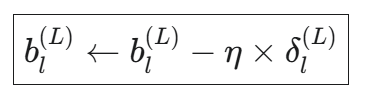 b_l^{(L)} ← b_l^{(L)} − η × δ_l^{(L)}